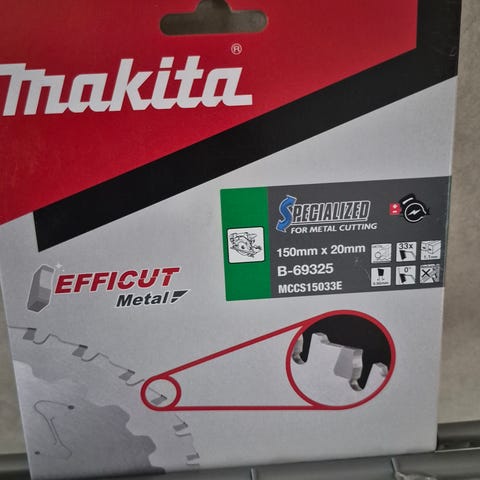 makita®
SPECIALIZED
FOR METAL CUTTING
150mm x 20mm
33x
B-69325
0°
MCCS15033E
EFFICUT
Metal